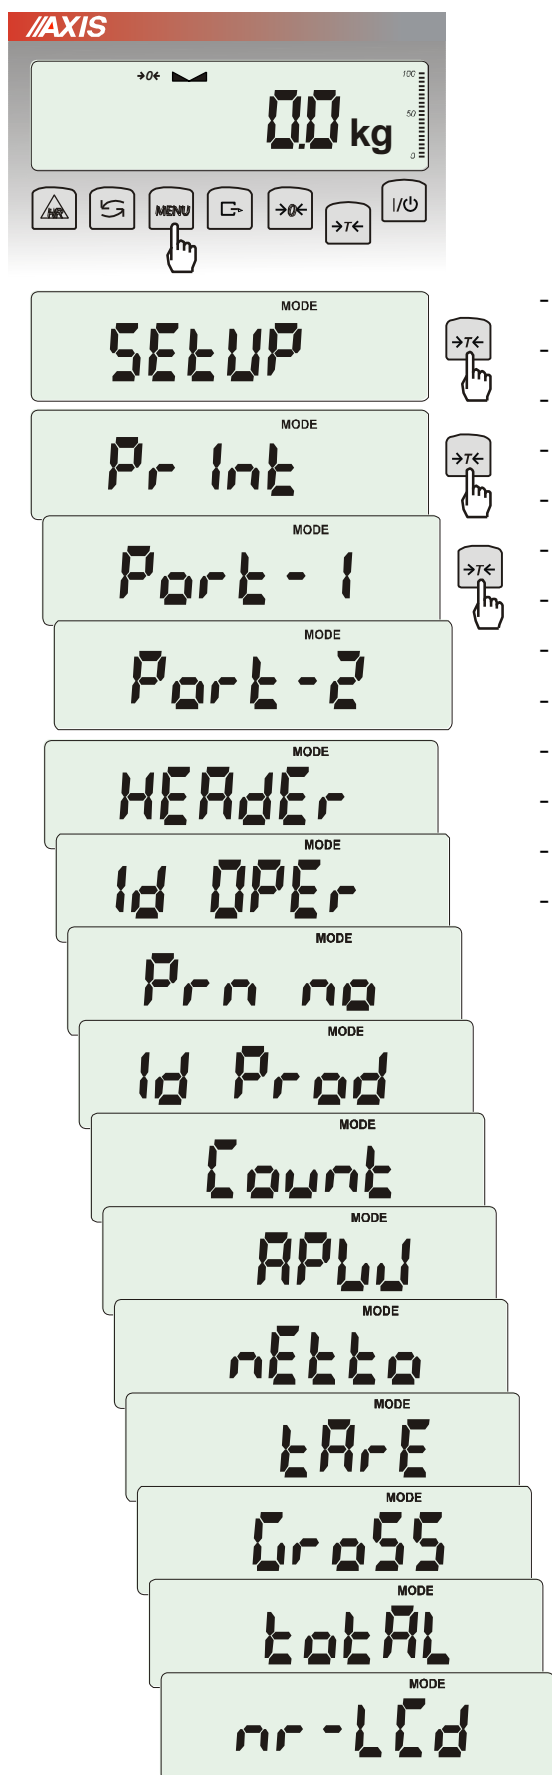 AXIS
→0← 100
50
0.0 kg
0
HR MENU →0← →T← I/
MODE
SEtUP →T←
MODE
PrInt →T←
MODE
Port-1 →T←
MODE
Port-2
MODE
HEAdEr
MODE
Id OPEr
MODE
Prn no
MODE
Id Prod
MODE
Count
MODE
APW
MODE
nEtto
MODE
tArE
MODE
GroSS
MODE
totAL
MODE
nr-LCd